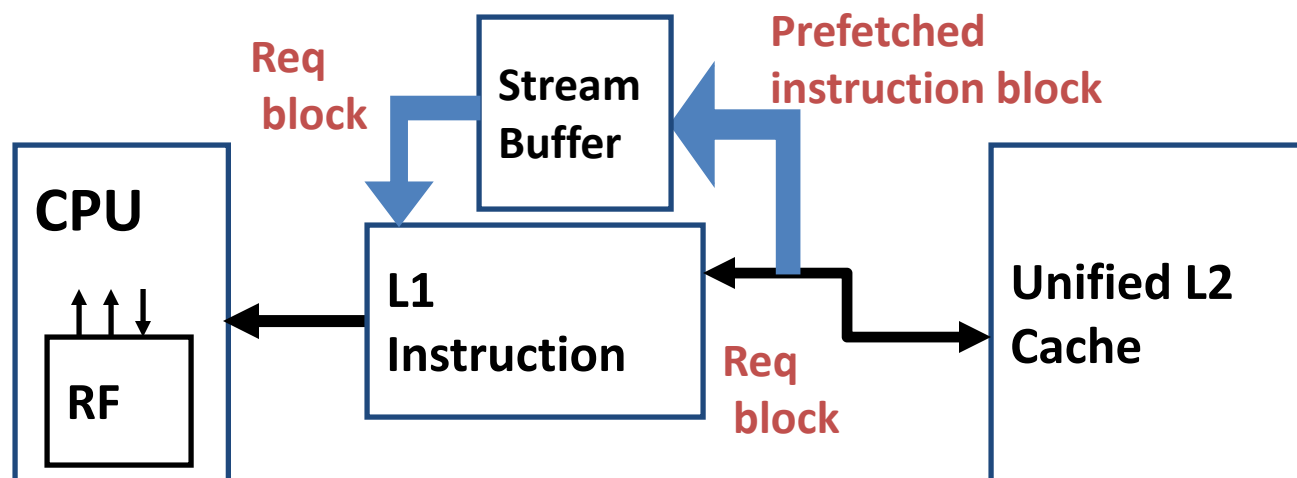 Req
block
Stream
Buffer
Prefetched
instruction block
CPU
RF
L1
Instruction
Req
block
Unified L2
Cache